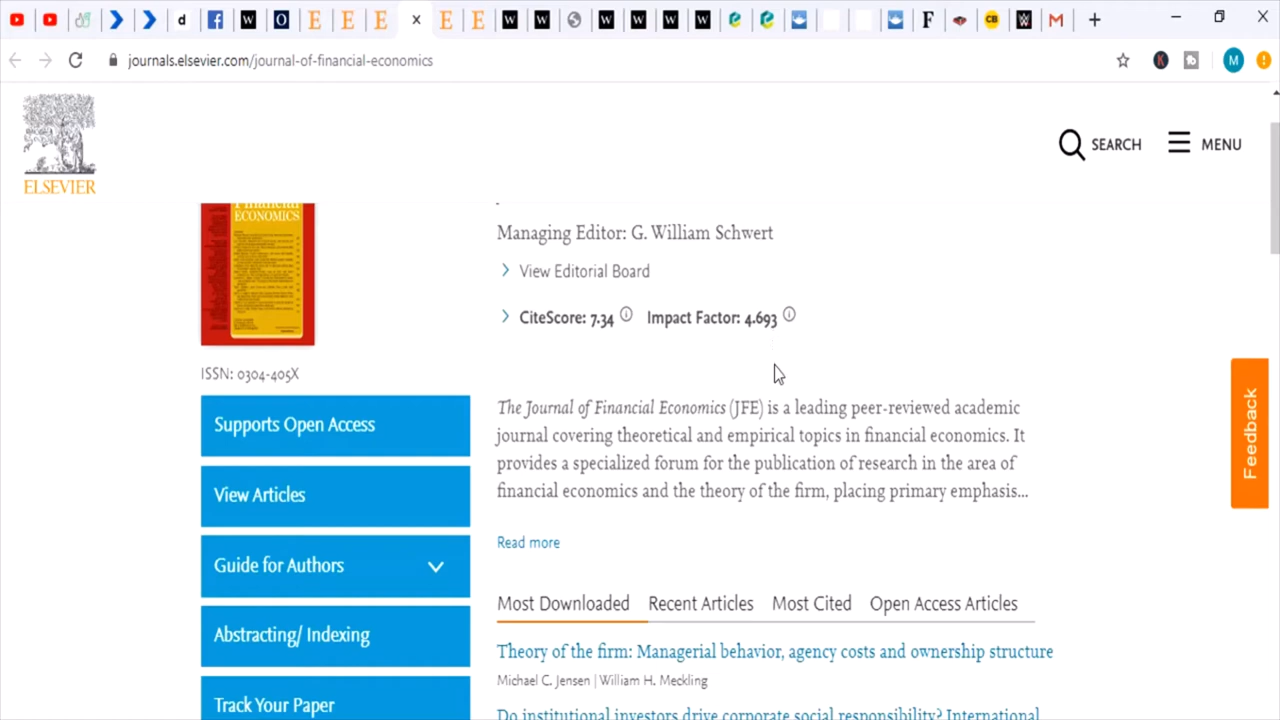 journals.elsevier.com/journal-of-financial-economics
M
ELSEVIER
SEARCH
MENU
Financial
ECONOMICS
Managing Editor: G. William Schwert
View Editorial Board
CiteScore: 7.34 Impact Factor: 4.693
ISSN: 0304-405X
Supports Open Access
View Articles
Guide for Authors
Abstracting/ Indexing
Track Your Paper
The Journal of Financial Economics (JFE) is a leading peer-reviewed academic
journal covering theoretical and empirical topics in financial economics. It
provides a specialized forum for the publication of research in the area of
financial economics and the theory of the firm, placing primary emphasis...
Read more
Most Downloaded Recent Articles Most Cited Open Access Articles
Theory of the firm: Managerial behavior, agency costs and ownership structure
Michael C. Jensen | William H. Meckling
Do institutional investors drive corporate social responsibility? International
Feedback